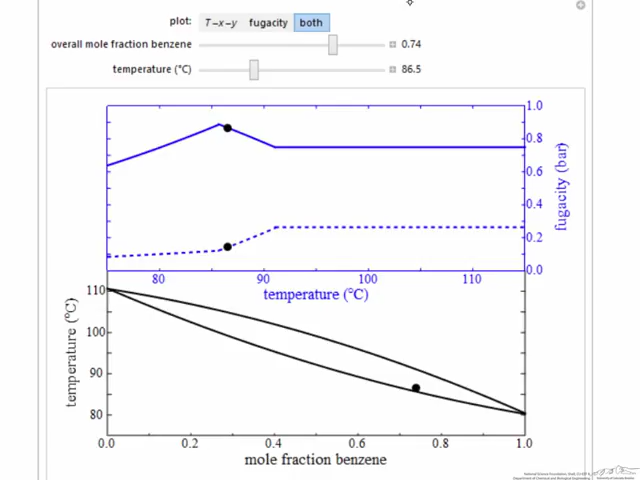 plot: T-x-y fugacity both
overall mole fraction benzene 0.74
temperature (°C) 86.5
1.0
0.8
0.6
0.4
0.2
0.0
fugacity (bar)
80 90 100 110
temperature (°C)
110
100
90
80
temperature (°C)
0.0 0.2 0.4 0.6 0.8 1.0
mole fraction benzene